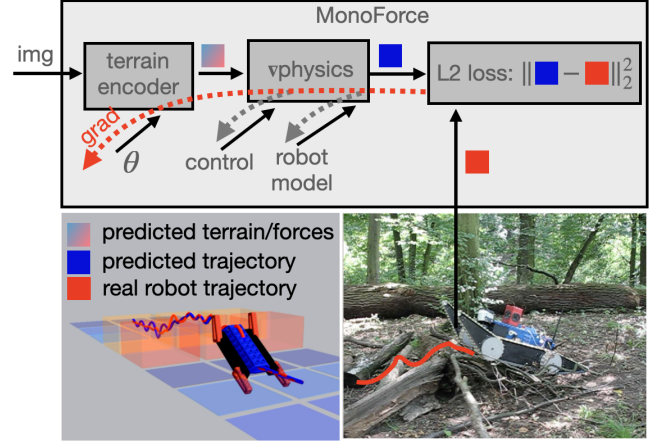 MonoForce
img
terrain
encoder
∇physics
L2 loss: ‖ − ‖²₂
grad
θ
control
robot
model
predicted terrain/forces
predicted trajectory
real robot trajectory